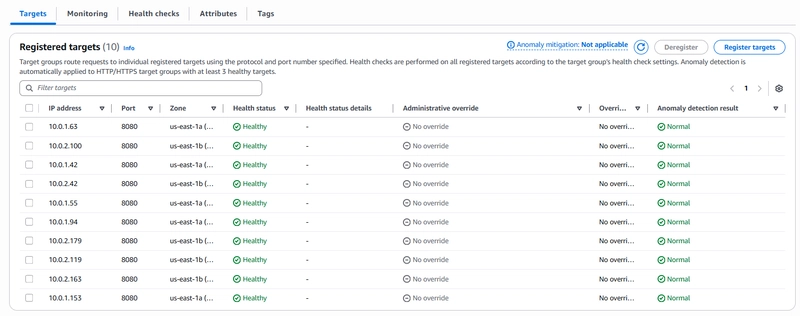 Targets Monitoring Health checks Attributes Tags
Registered targets (10) Info Anomaly mitigation: Not applicable Deregister Register targets
Target groups route requests to individual registered targets using the protocol and port number specified. Health checks are performed on all registered targets according to the target group's health check settings. Anomaly detection is
automatically applied to HTTP/HTTPS target groups with at least 3 healthy targets.
Filter targets 1
IP address Port Zone Health status Health status details Administrative override Overri... Anomaly detection result
10.0.1.63 8080 us-east-1a (... Healthy - No override No overri... Normal
10.0.2.100 8080 us-east-1b (... Healthy - No override No overri... Normal
10.0.1.42 8080 us-east-1a (... Healthy - No override No overri... Normal
10.0.2.42 8080 us-east-1b (... Healthy - No override No overri... Normal
10.0.1.55 8080 us-east-1a (... Healthy - No override No overri... Normal
10.0.1.94 8080 us-east-1a (... Healthy - No override No overri... Normal
10.0.2.179 8080 us-east-1b (... Healthy - No override No overri... Normal
10.0.2.119 8080 us-east-1b (... Healthy - No override No overri... Normal
10.0.2.163 8080 us-east-1b (... Healthy - No override No overri... Normal
10.0.1.153 8080 us-east-1a (... Healthy - No override No overri... Normal